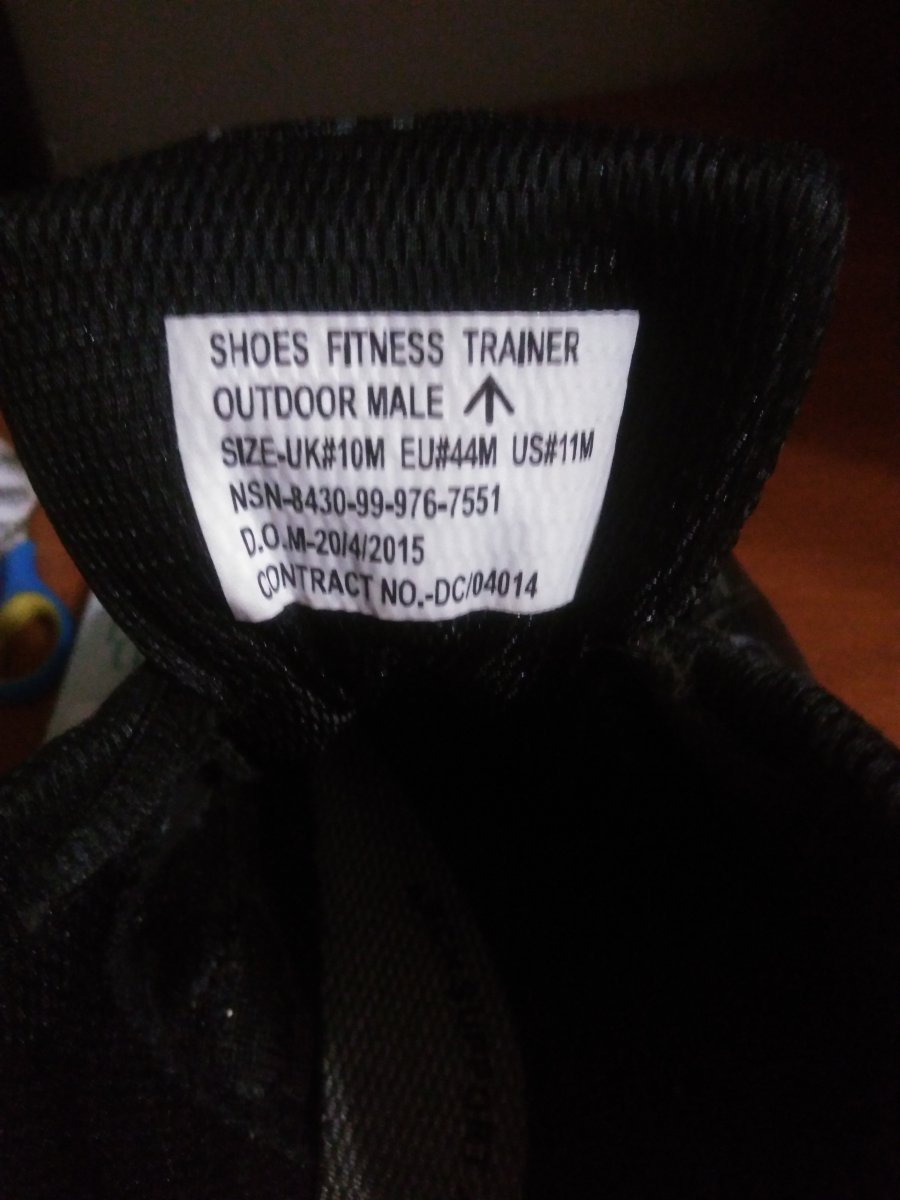 SHOES FITNESS TRAINER
OUTDOOR MALE ↑
SIZE-UK#10M EU#44M US#11M
NSN-8430-99-976-7551
D.O.M-20/4/2015
CONTRACT NO.-DC/04014